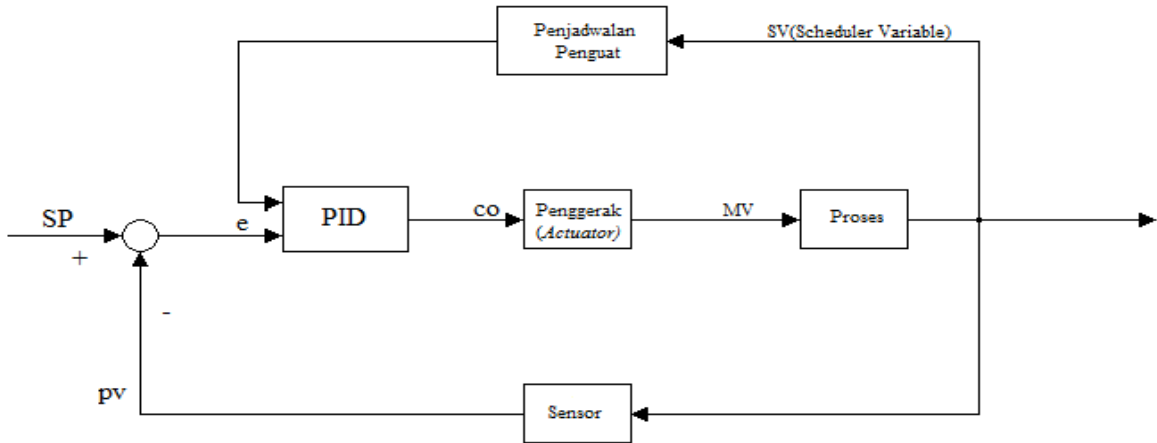 Penjadwalan
Penguat
SV(Scheduler Variable)
SP
+
e
PID
co
Penggerak
(Actuator)
MV
Proses
-
pv
Sensor